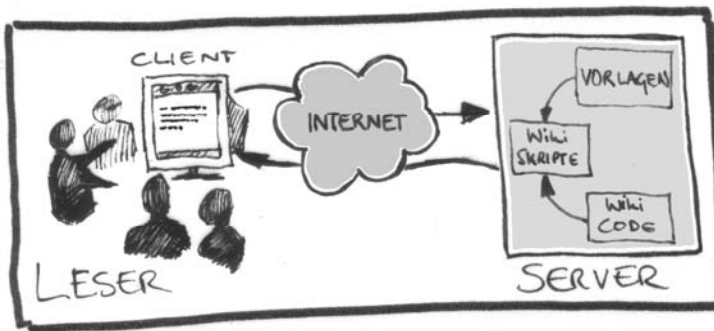 CLIENT
INTERNET
VORLAGEN
Wiki
SKRIPTE
Wiki
CODE
LESER
SERVER